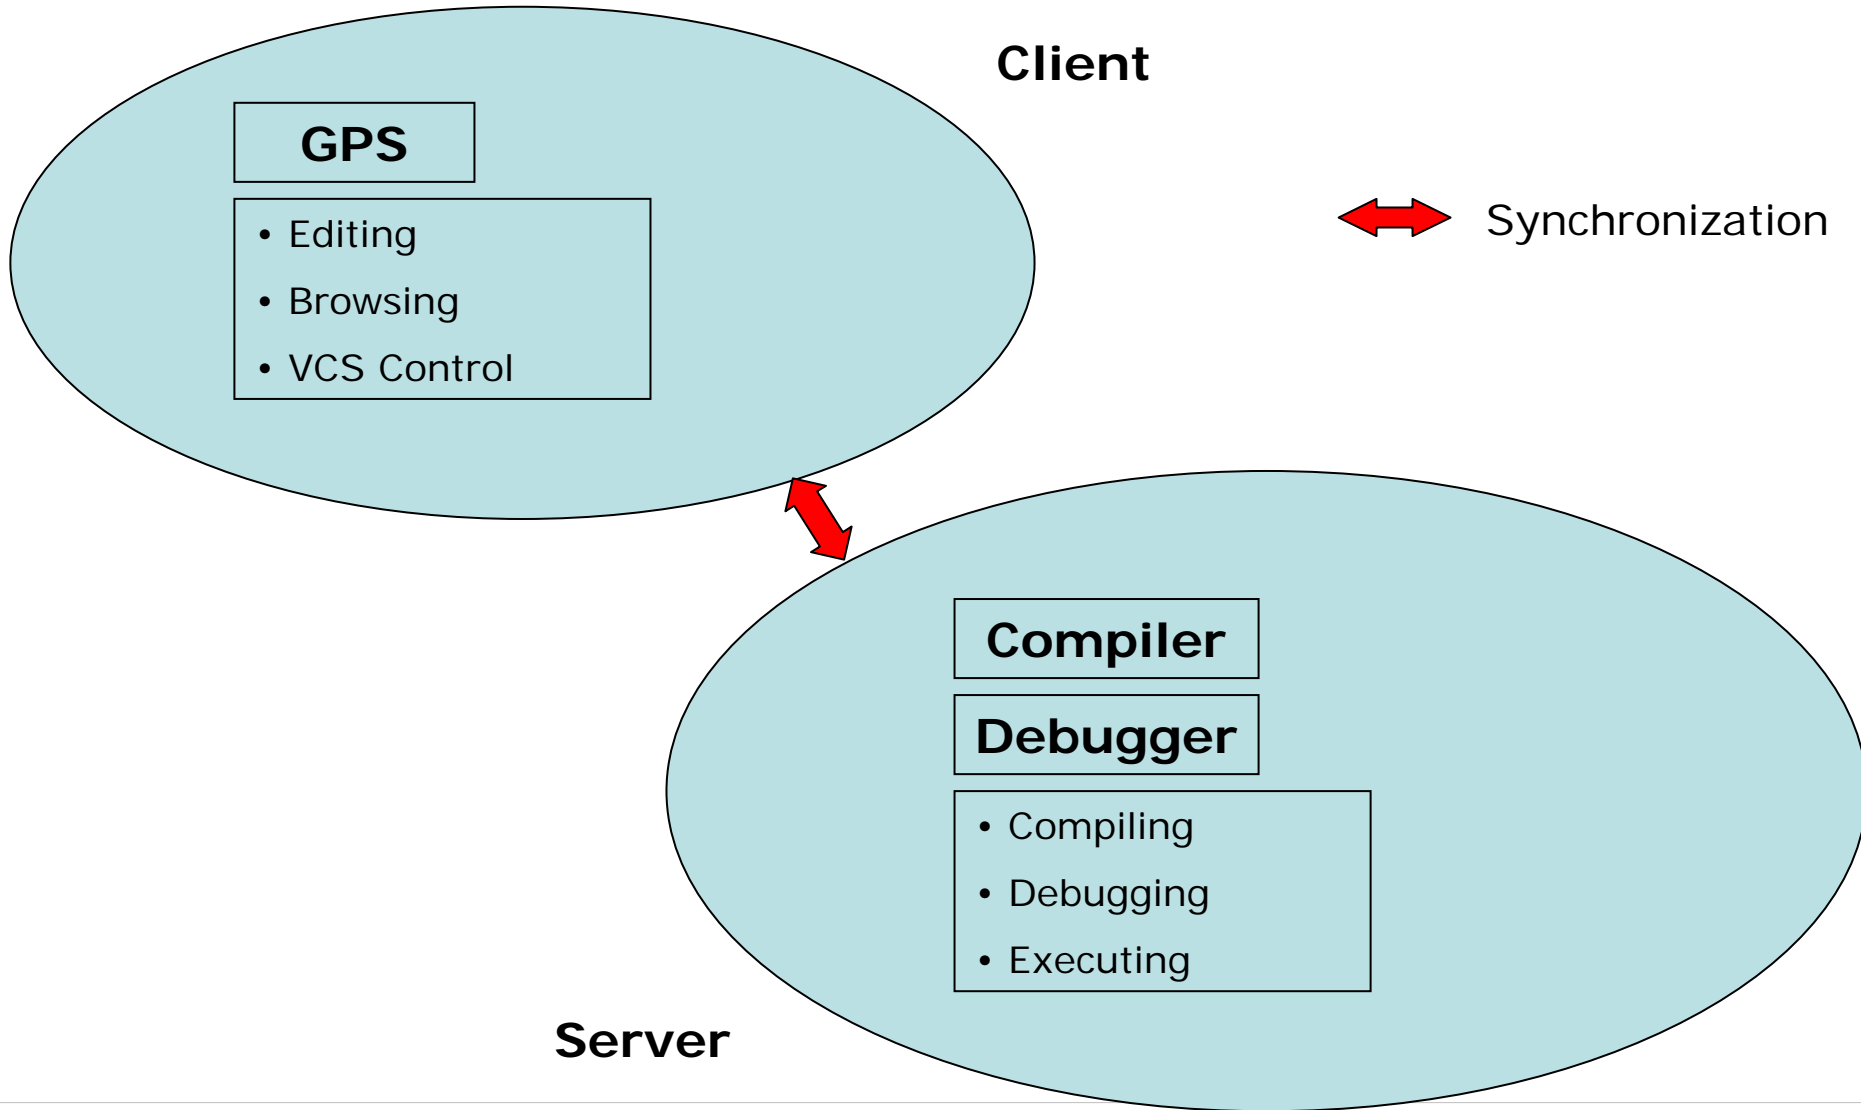 Client
GPS
• Editing
• Browsing
• VCS Control
Synchronization
Compiler
Debugger
• Compiling
• Debugging
• Executing
Server